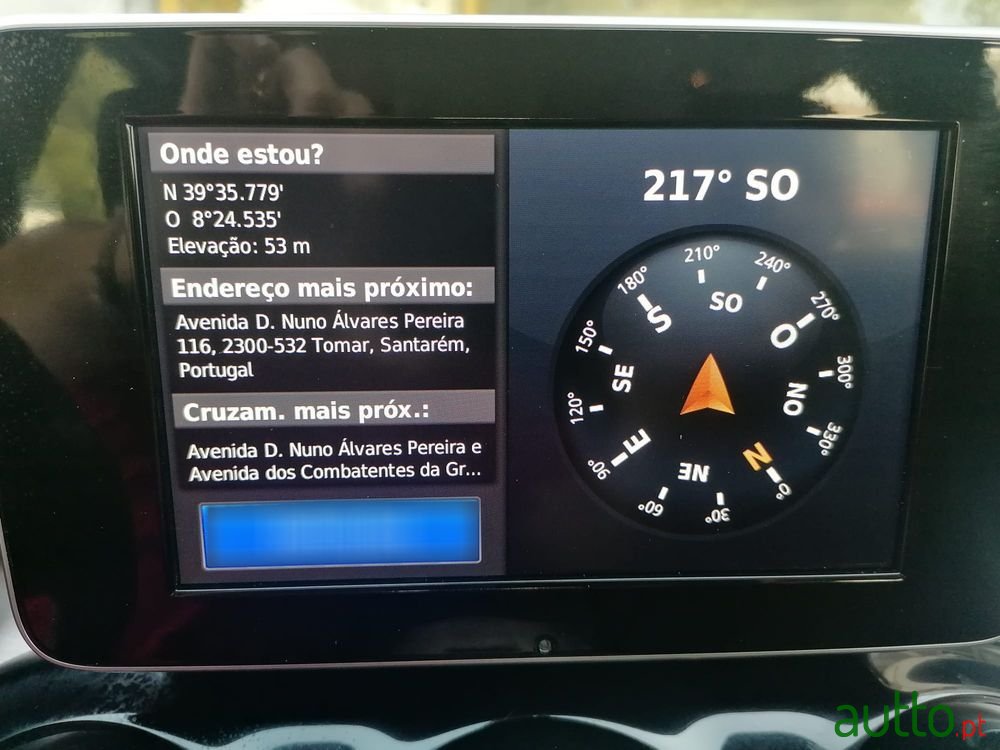 Onde estou?
N 39°35.779'
O 8°24.535'
Elevação: 53 m
Endereço mais próximo:
Avenida D. Nuno Álvares Pereira
116, 2300-532 Tomar, Santarém,
Portugal
Cruzam. mais próx.:
Avenida D. Nuno Álvares Pereira e
Avenida dos Combatentes da Gr...
217° SO
210°
240°
180°
SO
270°
S
O
150°
300°
SE
NO
120°
330°
E
N
90°
NE
0°
60°
30°
autto.pt